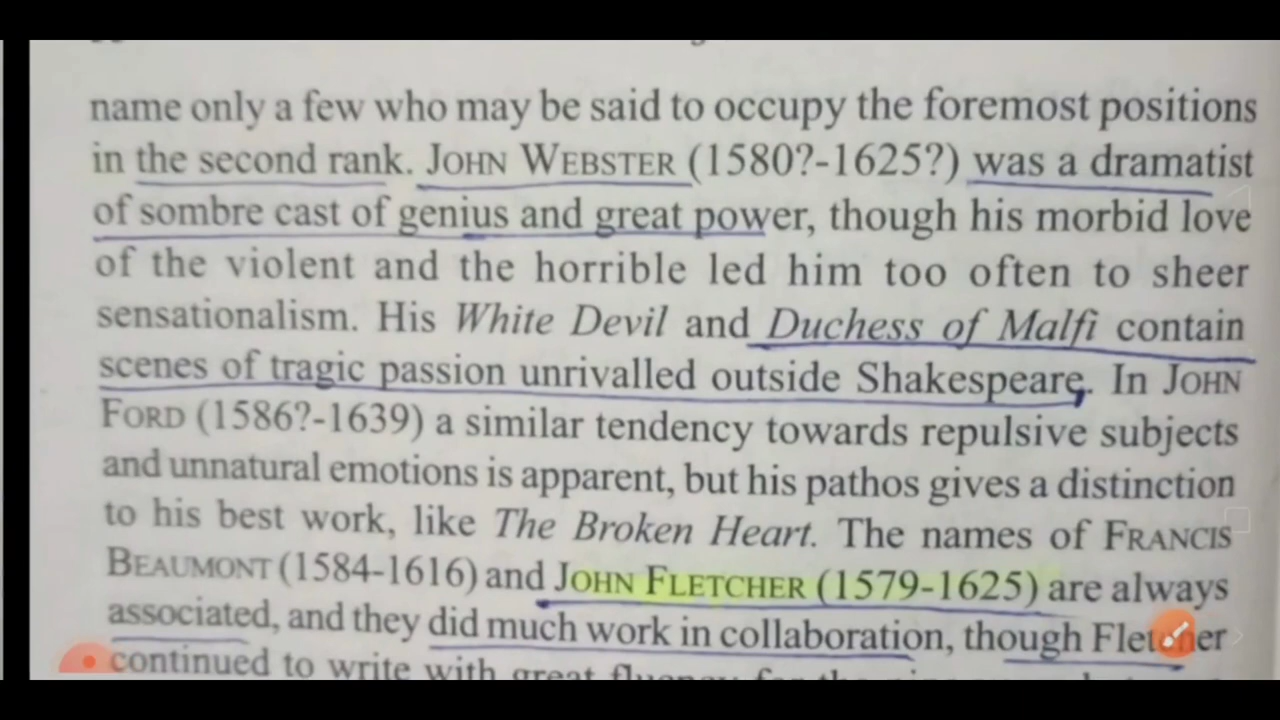 name only a few who may be said to occupy the foremost positions
in the second rank. JOHN WEBSTER (1580?-1625?) was a dramatist
of sombre cast of genius and great power, though his morbid love
of the violent and the horrible led him too often to sheer
sensationalism. His White Devil and Duchess of Malfi contain
scenes of tragic passion unrivalled outside Shakespeare. In JOHN
FORD (1586?-1639) a similar tendency towards repulsive subjects
and unnatural emotions is apparent, but his pathos gives a distinction
to his best work, like The Broken Heart. The names of FRANCIS
BEAUMONT (1584-1616) and JOHN FLETCHER (1579-1625) are always
associated, and they did much work in collaboration, though Fletcher
continued to write with great fluency for the